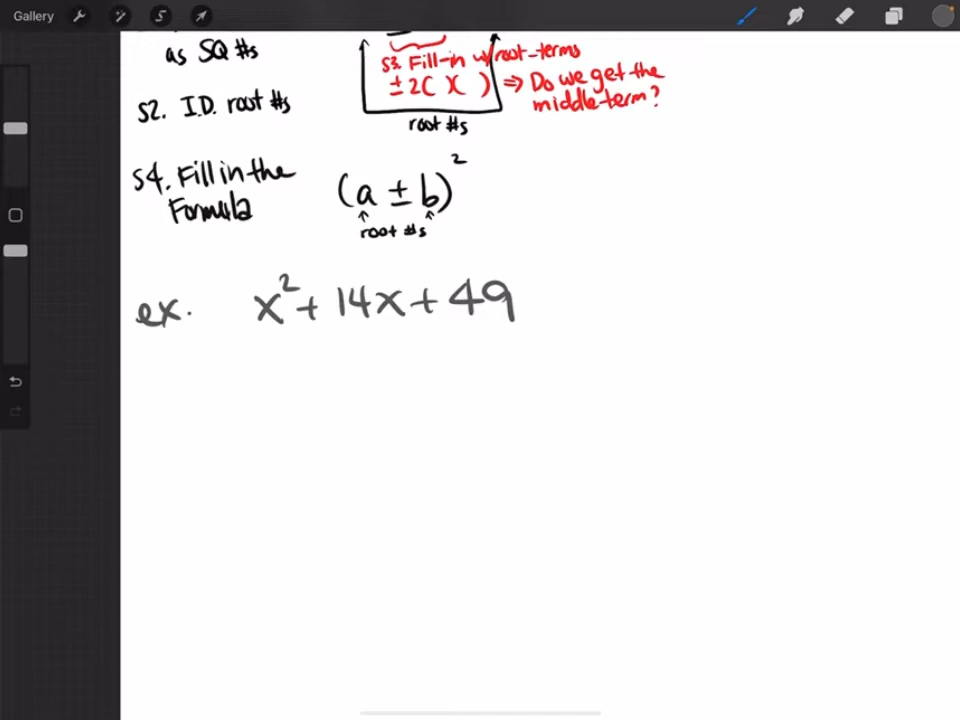 Gallery
as SQ #s
S3. Fill-in w/root-terms
±2( )( ) ⇒ Do we get the
middle-term?
S2. I.D. root #s
root #s
S4. Fill in the
Formula
(a ± b)²
root #s
ex. x² + 14x + 49